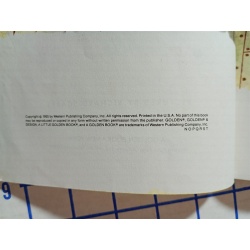 Copyright © by Western Publishing Company, Inc. All rights reserved. Printed in the U.S.A. No part of this book
may be reproduced or copied in any form without written permission from the publisher. GOLDEN®, GOLDEN® &
DESIGN, A LITTLE GOLDEN BOOK®, and A GOLDEN BOOK® are trademarks of Western Publishing Company, Inc.
N O P Q R S T
9